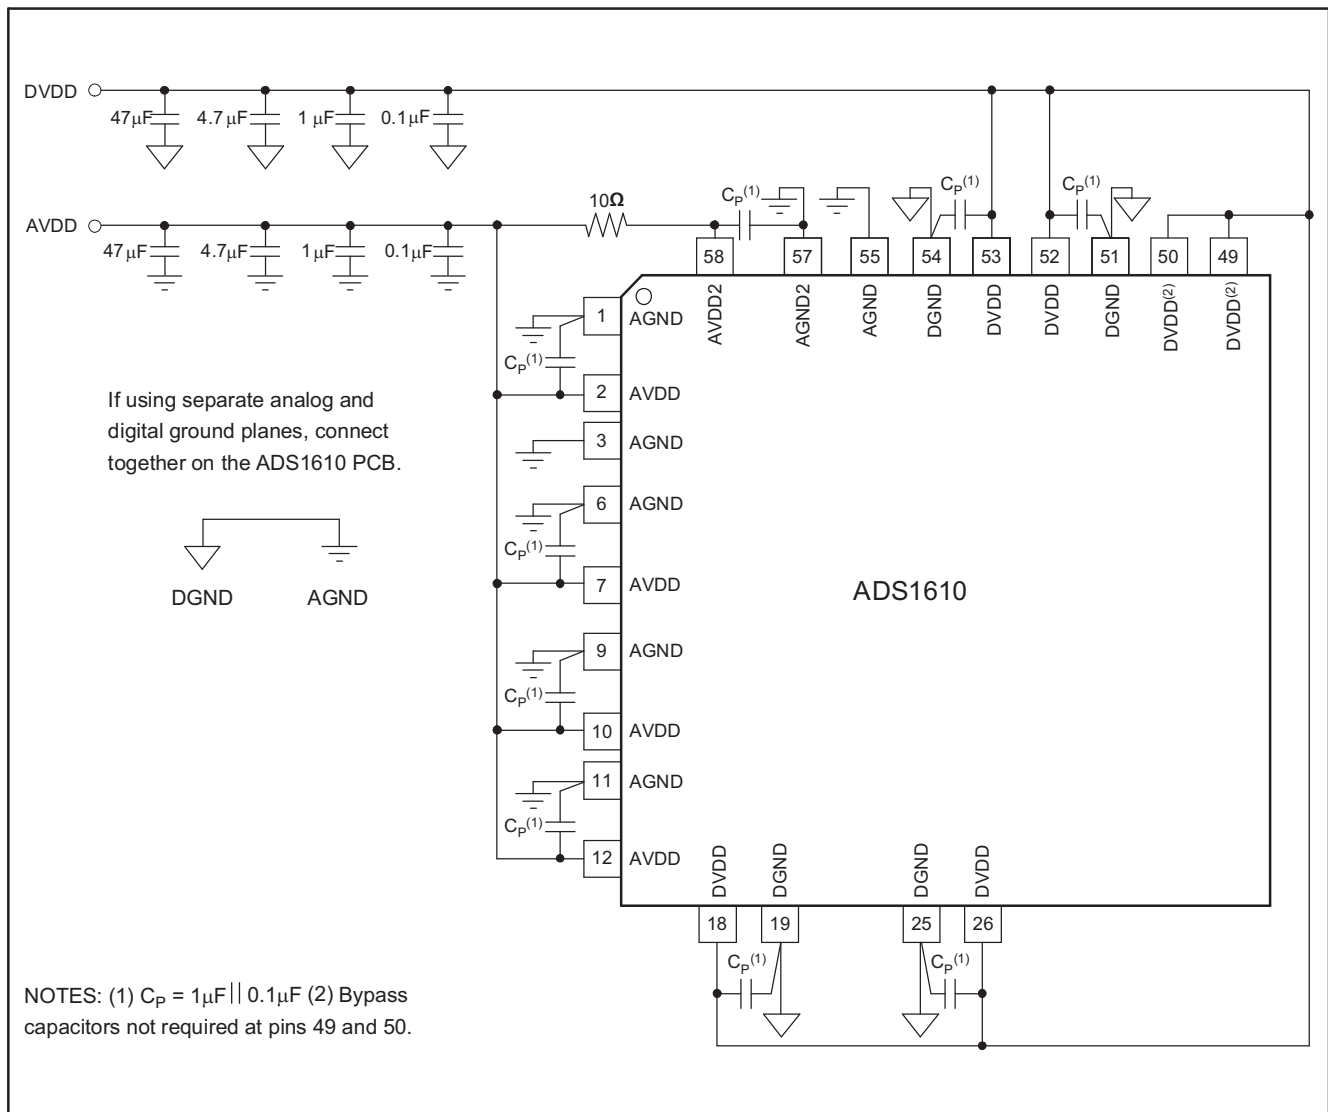 DVDD
47μF 4.7μF 1 μF 0.1μF
AVDD
47μF 4.7μF 1μF 0.1μF
10Ω
CP(1) CP(1) CP(1)
58 57 55 54 53 52 51 50 49
AVDD2 AGND2 AGND DGND DVDD DVDD DGND DVDD(2) DVDD(2)
1 AGND
CP(1)
2 AVDD
3 AGND
6 AGND
CP(1)
7 AVDD
9 AGND
CP(1)
10 AVDD
11 AGND
CP(1)
12 AVDD
If using separate analog and
digital ground planes, connect
together on the ADS1610 PCB.
DGND AGND
ADS1610
DVDD DGND DGND DVDD
18 19 25 26
CP(1) CP(1)
NOTES: (1) CP = 1μF || 0.1μF (2) Bypass
capacitors not required at pins 49 and 50.